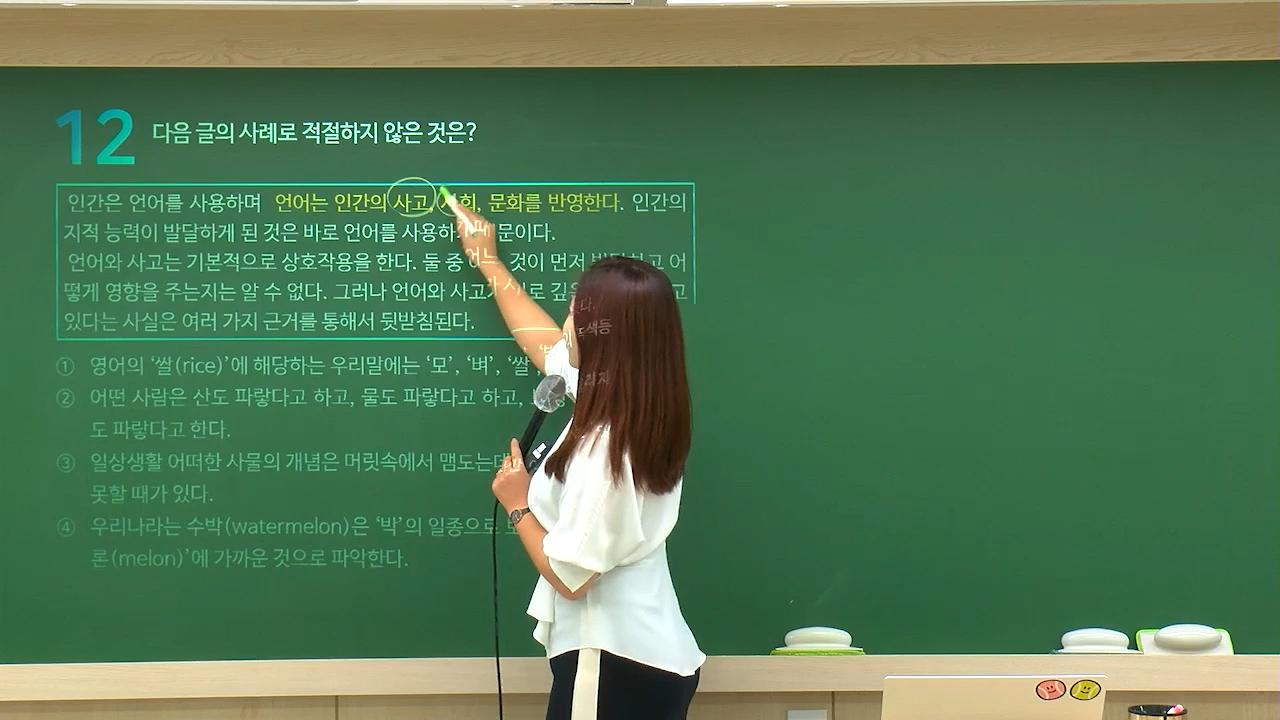 12 다음 글의 사례로 적절하지 않은 것은?
인간은 언어를 사용하며 언어는 인간의 사고, 사회, 문화를 반영한다. 인간의
지적 능력이 발달하게 된 것은 바로 언어를 사용하기 때문이다.
언어와 사고는 기본적으로 상호작용을 한다. 둘 중 어느 것이 먼저 발달하고 어
떻게 영향을 주는지는 알 수 없다. 그러나 언어와 사고가 서로 깊은 고
있다는 사실은 여러 가지 근거를 통해서 뒷받침된다.
① 영어의 ‘쌀(rice)’에 해당하는 우리말에는 ‘모’, ‘벼’, ‘쌀’,
② 어떤 사람은 산도 파랗다고 하고, 물도 파랗다고 하고,
도 파랗다고 한다.
③ 일상생활 어떠한 사물의 개념은 머릿속에서 맴도는데
못할 때가 있다.
④ 우리나라는 수박(watermelon)은 ‘박’의 일종으로
론(melon)’에 가까운 것으로 파악한다.